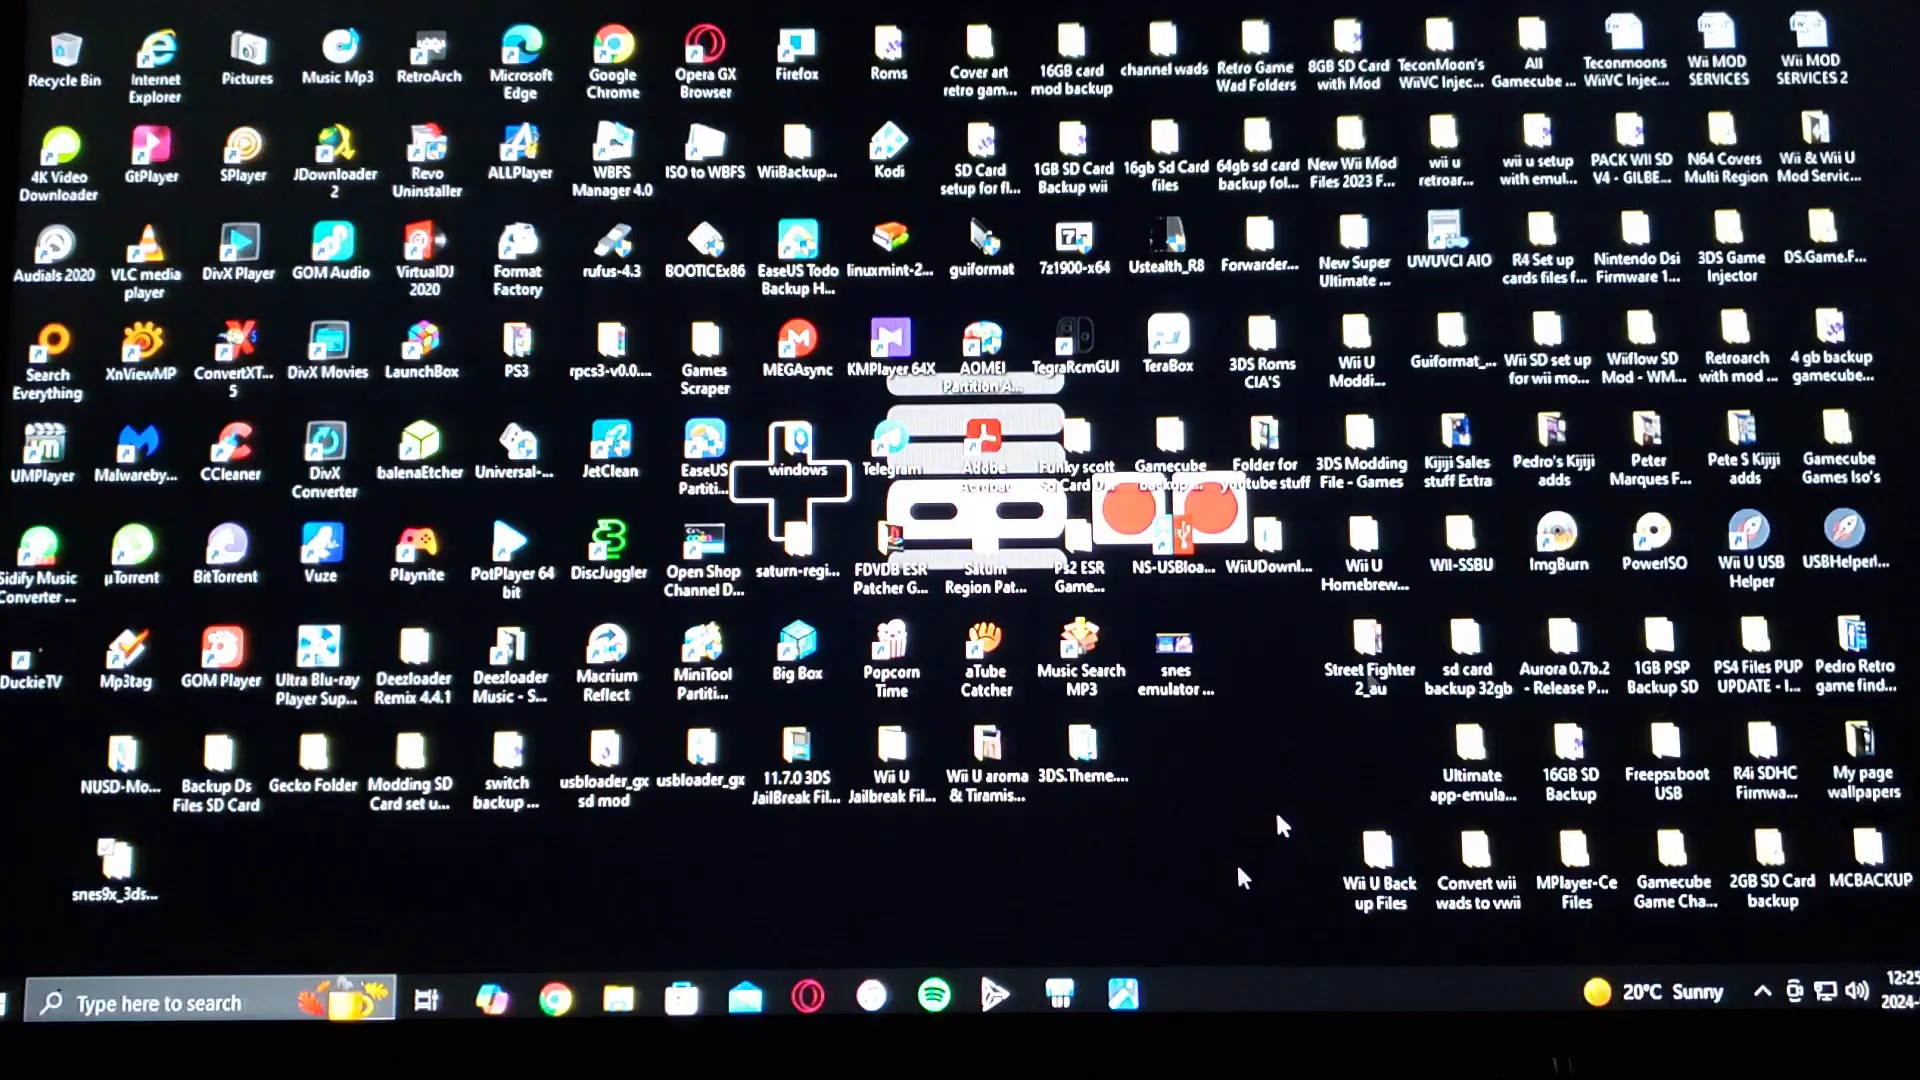 Recycle Bin
Internet
Explorer
Pictures
Music Mp3
RetroArch
Microsoft
Edge
Google
Chrome
Opera GX
Browser
Firefox
Roms
Cover art
retro gam...
16GB card
mod backup
channel wads
Retro Game
Wad Folders
8GB SD Card
with Mod
TeconMoon's
WiiVC Injec...
All
Gamecube ...
Teconmoons
WiiVC Injec...
Wii MOD
SERVICES
Wii MOD
SERVICES 2
4K Video
Downloader
GtPlayer
SPlayer
JDownloader
2
Revo
Uninstaller
ALLPlayer
WBFS
Manager 4.0
ISO to WBFS
WiiBackup...
Kodi
SD Card
setup for fl...
1GB SD Card
Backup wii
16gb Sd Card
files
64gb sd card
backup fol...
New Wii Mod
Files 2023 F...
wii u
retroar...
wii u setup
with emul...
PACK WII SD
V4 - GILBE...
N64 Covers
Multi Region
Wii & Wii U
Mod Servic...
Audials 2020
VLC media
player
DivX Player
GOM Audio
VirtualDJ
2020
Format
Factory
rufus-4.3
BOOTICEx86
EaseUS Todo
Backup H...
linuxmint-2...
guiformat
7z1900-x64
Ustealth_R8
Forwarder...
New Super
Ultimate ...
UWUVCI AIO
R4 Set up
cards files f...
Nintendo Dsi
Firmware 1...
3DS Game
Injector
DS.Game.F...
Search
Everything
XnViewMP
ConvertXT...
5
DivX Movies
LaunchBox
PS3
rpcs3-v0.0....
Games
Scraper
MEGAsync
KMPlayer 64X
AOMEI
Partition A...
TegraRcmGUI
TeraBox
3DS Roms
CIA'S
Wii U
Moddi...
Guiformat_...
Wii SD set up
for wii mo...
Wiiflow SD
Mod - WM...
Retroarch
with mod ...
4 gb backup
gamecube...
UMPlayer
Malwareby...
CCleaner
DivX
Converter
balenaEtcher
Universal-...
JetClean
EaseUS
Partiti...
windows
Telegram
Adobe
Acrobat
Funky scott
Sd Card D...
Gamecube
backup...
Folder for
youtube stuff
3DS Modding
File - Games
Kijiji Sales
stuff Extra
Pedro's Kijiji
adds
Peter
Marques F...
Pete S Kijiji
adds
Gamecube
Games Iso's
Sidify Music
Converter ...
µTorrent
BitTorrent
Vuze
Playnite
PotPlayer 64
bit
DiscJuggler
Open Shop
Channel D...
saturn-regi...
FDVDB ESR
Patcher G...
Saturn
Region Pat...
Ps2 ESR
Game...
NS-USBloa...
WiiUDownl...
Wii U
Homebrew...
WII-SSBU
ImgBurn
PowerISO
Wii U USB
Helper
USBHelperI...
DuckieTV
Mp3tag
GOM Player
Ultra Blu-ray
Player Sup...
Deezloader
Remix 4.4.1
Deezloader
Music - S...
Macrium
Reflect
MiniTool
Partiti...
Big Box
Popcorn
Time
aTube
Catcher
Music Search
MP3
snes
emulator ...
Street Fighter
2_au
sd card
backup 32gb
Aurora 0.7b.2
- Release P...
1GB PSP
Backup SD
PS4 Files PUP
UPDATE - I...
Pedro Retro
game find...
NUSD-Mo...
Backup Ds
Files SD Card
Gecko Folder
Modding SD
Card set u...
switch
backup ...
usbloader_gx
sd mod
usbloader_gx
11.7.0 3DS
JailBreak Fil...
Wii U
Jailbreak Fil...
Wii U aroma
& Tiramis...
3DS.Theme....
Ultimate
app-emula...
16GB SD
Backup
Freepsxboot
USB
R4i SDHC
Firmwa...
My page
wallpapers
snes9x_3ds...
Wii U Back
up Files
Convert wii
wads to vwii
MPlayer-Ce
Files
Gamecube
Game Cha...
2GB SD Card
backup
MCBACKUP
Type here to search
20°C Sunny
12:25
2024-